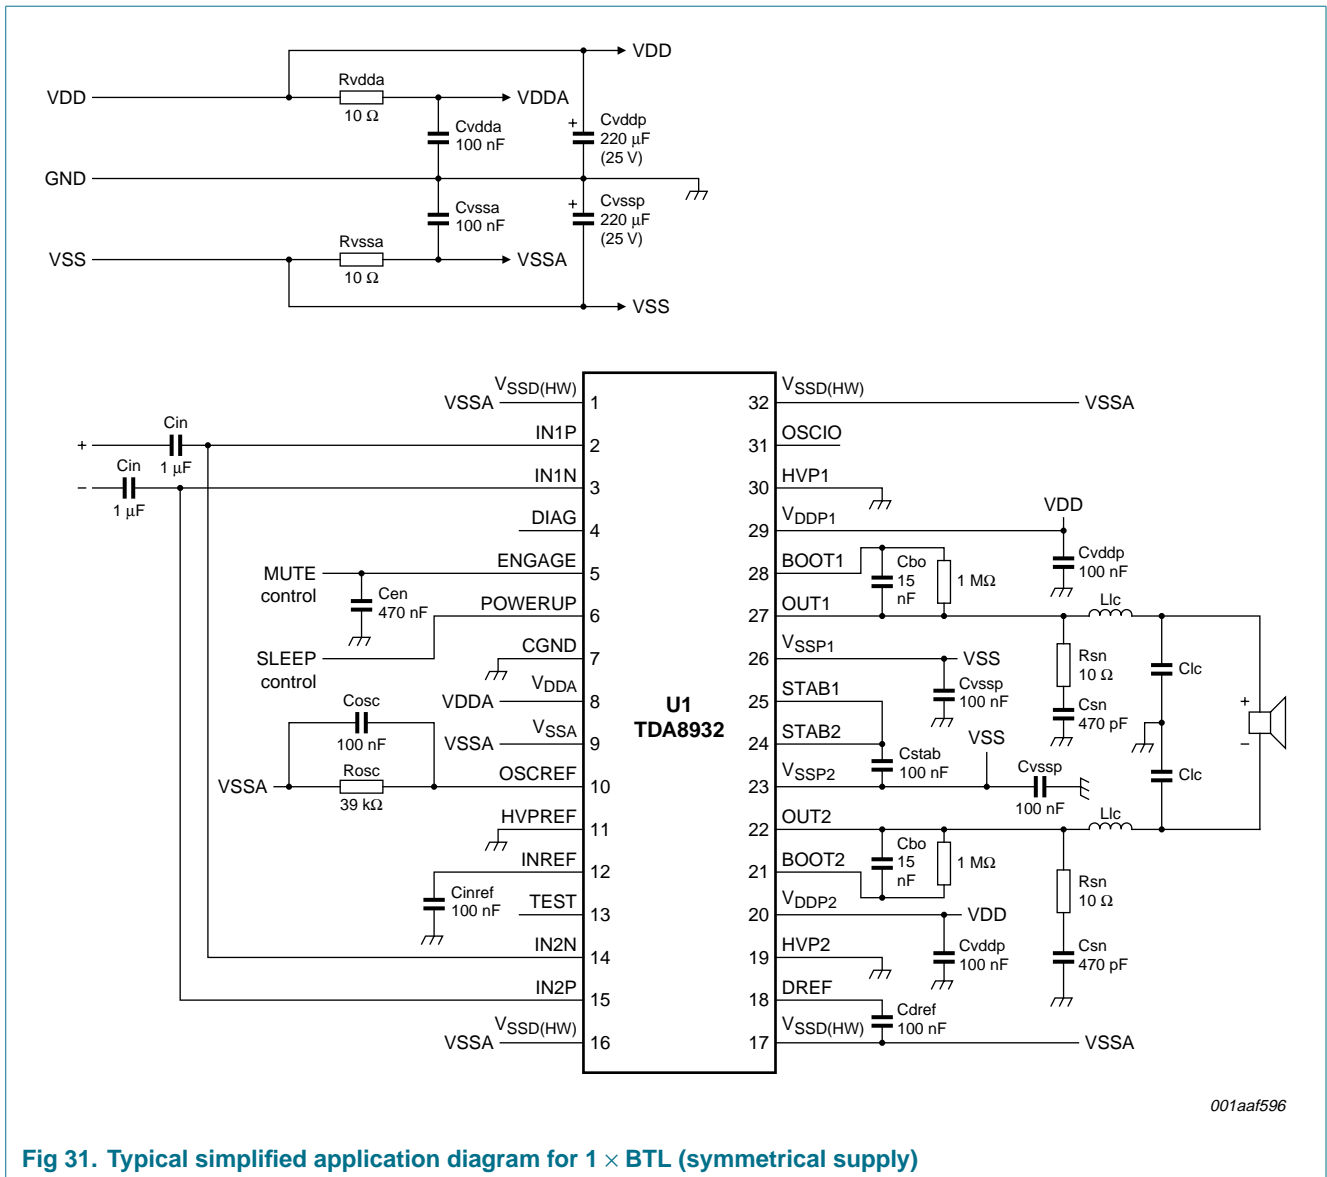 VDD
Rvdda
VDD
VDDA
10 Ω
Cvdda
100 nF
+
Cvddp
220 μF
(25 V)
GND
Cvssa
100 nF
+
Cvssp
220 μF
(25 V)
Rvssa
VSS
VSSA
10 Ω
VSS
VSSD(HW)
VSSA
1
32
VSSD(HW)
VSSA
Cin
+
1 μF
IN1P
2
31
OSCIO
Cin
−
1 μF
IN1N
3
30
HVP1
DIAG
4
29
VDDP1
VDD
Cvddp
100 nF
MUTE
control
ENGAGE
5
28
BOOT1
Cbo
15
nF
1 MΩ
Cen
470 nF
POWERUP
6
27
OUT1
Llc
SLEEP
control
CGND
7
26
VSSP1
VSS
Cvssp
100 nF
Rsn
10 Ω
Clc
VDDA
VDDA
8
25
STAB1
Csn
470 pF
+
−
U1
TDA8932
Cosc
100 nF
VSSA
VSSA
9
24
STAB2
Cstab
100 nF
VSS
VSSA
Rosc
39 kΩ
OSCREF
10
23
VSSP2
Cvssp
100 nF
Clc
HVPREF
11
22
OUT2
Llc
INREF
12
21
BOOT2
Cbo
15
nF
1 MΩ
Cinref
100 nF
Rsn
10 Ω
TEST
13
20
VDDP2
VDD
Cvddp
100 nF
Csn
470 pF
IN2N
14
19
HVP2
IN2P
15
18
DREF
Cdref
100 nF
VSSD(HW)
VSSA
16
17
VSSD(HW)
VSSA
001aaf596
Fig 31. Typical simplified application diagram for 1 × BTL (symmetrical supply)